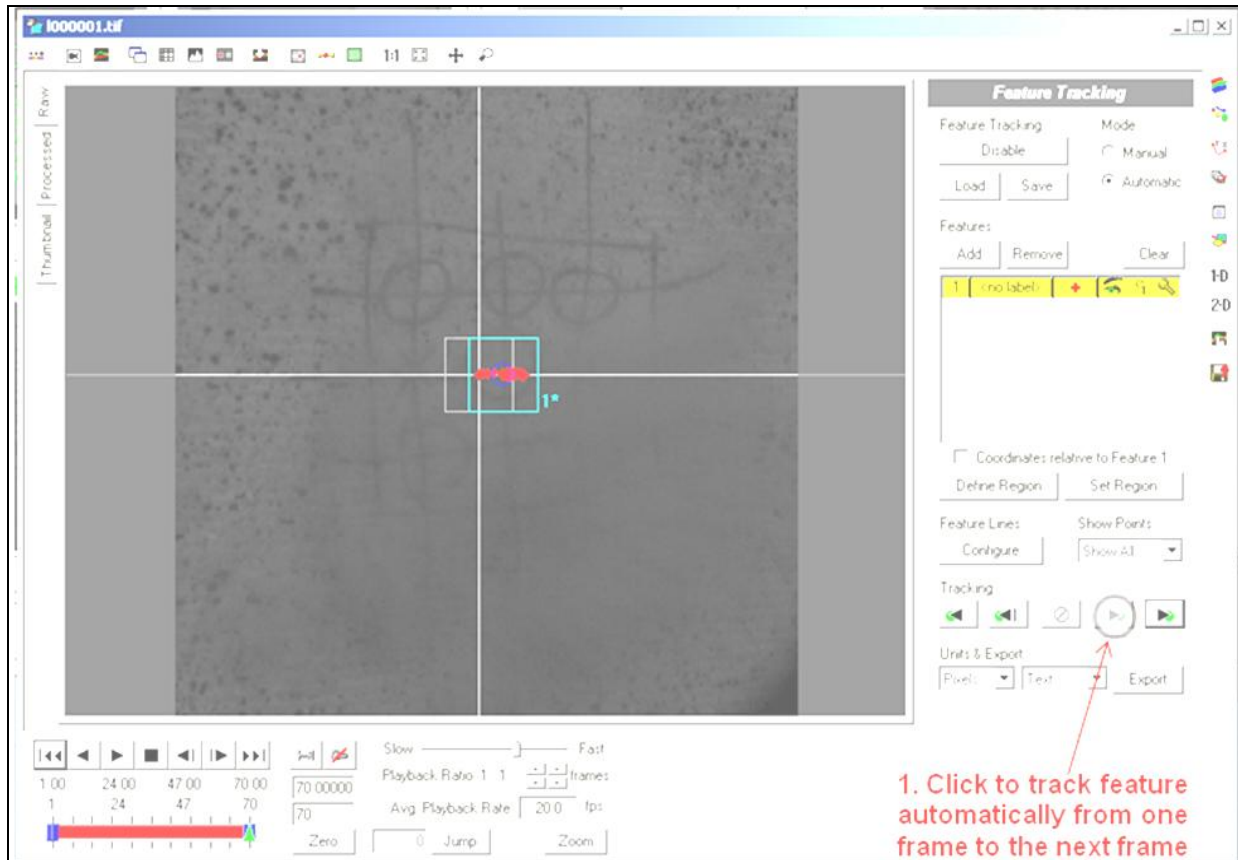 l000001.tif
1:1
Raw
Processed
Thumbnail
Feature Tracking
Feature Tracking
Mode
Disable
Manual
Load
Save
Automatic
Features
Add
Remove
Clear
1
(no label)
1-D
2-D
1*
Coordinates relative to Feature 1
Define Region
Set Region
Feature Lines
Show Points
Configure
Show All
Tracking
Units & Export
Pixels
Text
Export
Slow
Fast
Playback Ratio 1 1
frames
1 00
24 00
47 00
70 00
70 00000
1
24
47
70
70
Avg. Playback Rate
20.0
fps
Zero
0
Jump
Zoom
1. Click to track feature
automatically from one
frame to the next frame